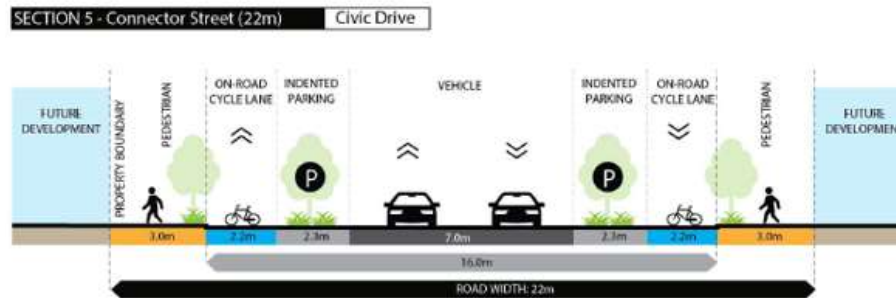 SECTION 5 - Connector Street (22m) Civic Drive
FUTURE
DEVELOPMENT
PROPERTY BOUNDARY
PEDESTRIAN
ON-ROAD
CYCLE LANE
INDENTED
PARKING
VEHICLE
INDENTED
PARKING
ON-ROAD
CYCLE LANE
PEDESTRIAN
FUTURE
DEVELOPMENT
P
P
3.0m 2.2m 2.3m 7.0m 2.3m 2.2m 3.0m
16.0m
ROAD WIDTH: 22m